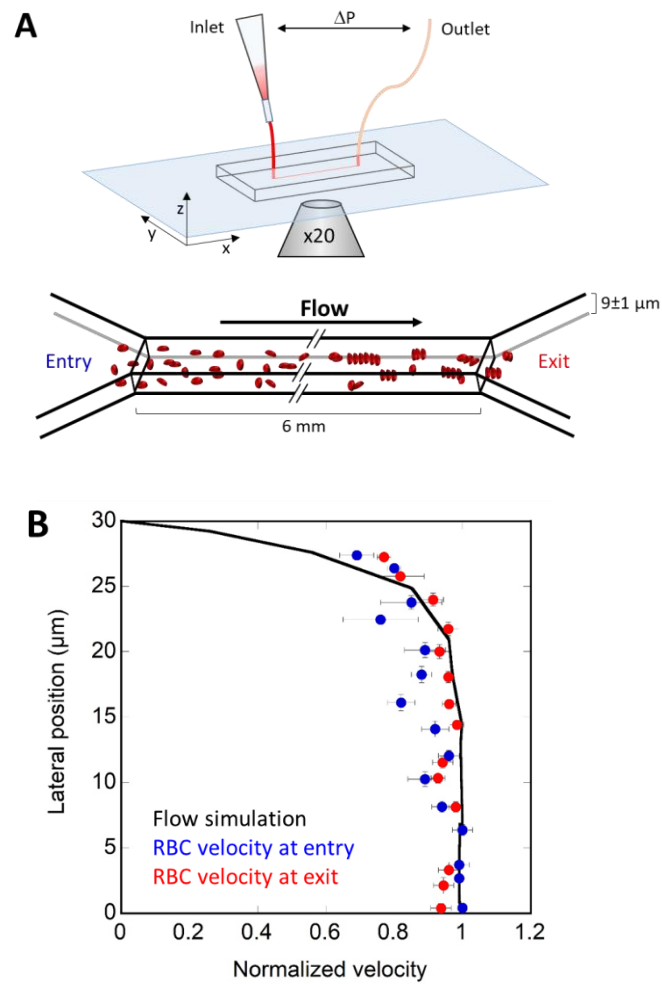 A
Inlet
ΔP
Outlet
z
y
x
x20
Flow
9±1 µm
Entry
Exit
6 mm
B
30
25
20
15
10
5
0
Lateral position (µm)
Flow simulation
RBC velocity at entry
RBC velocity at exit
0 0.2 0.4 0.6 0.8 1 1.2
Normalized velocity